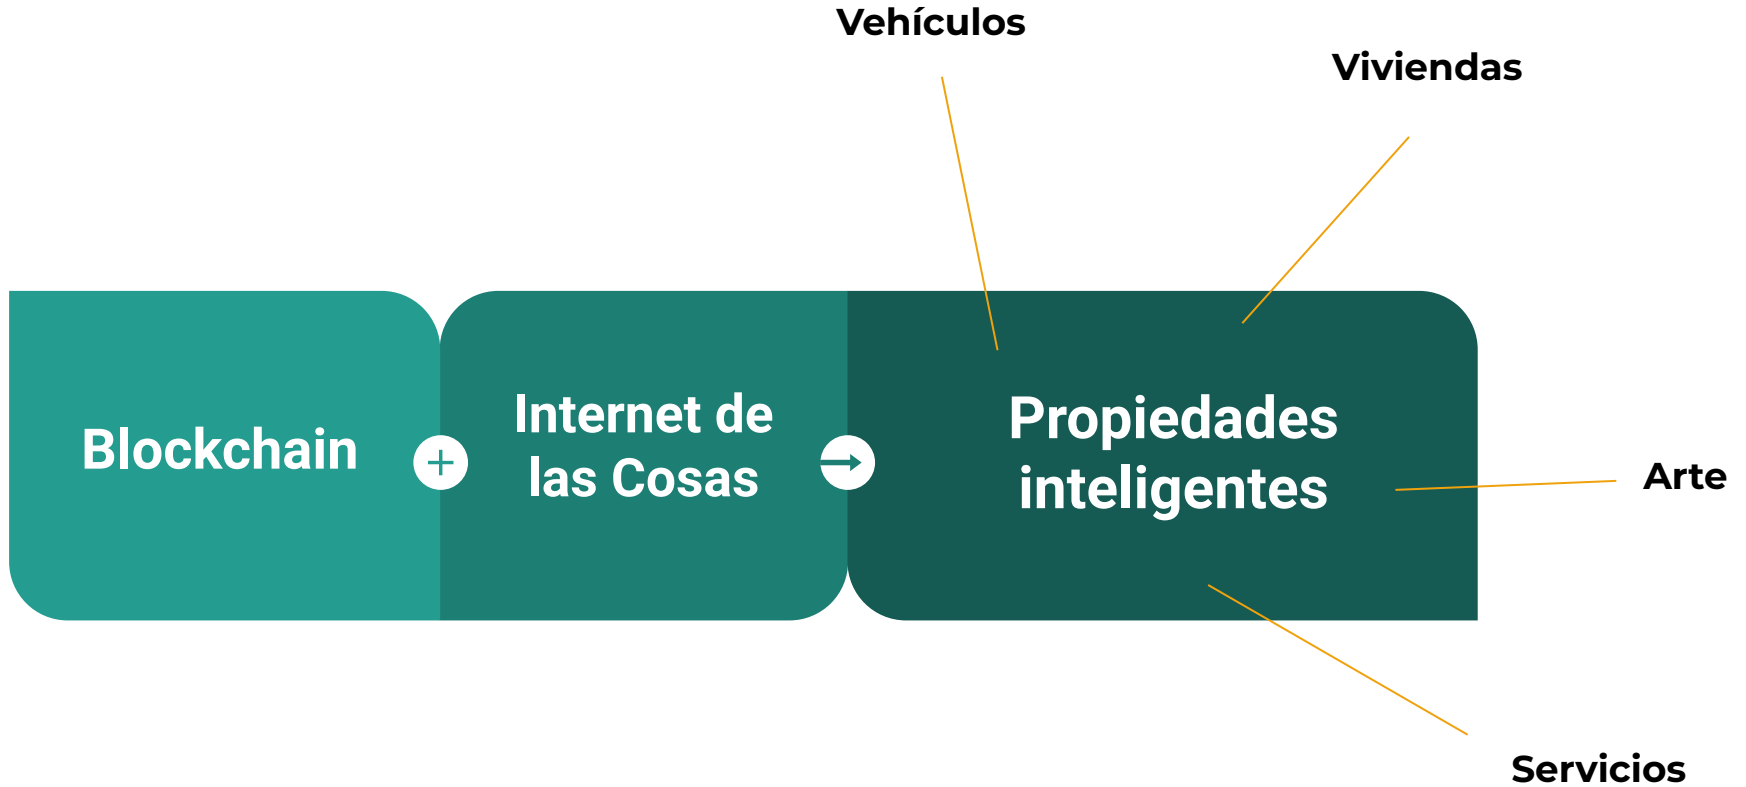 Vehículos
Viviendas
Blockchain
+
Internet de
las Cosas
Propiedades
inteligentes
Arte
Servicios